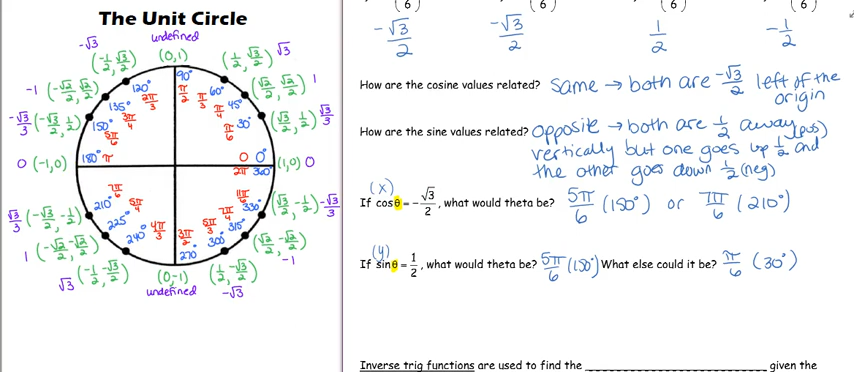 The Unit Circle
undefined
(0,1)
-√3 (-1/2, √3/2)
(1/2, √3/2) √3
-1 (-√2/2, √2/2)
(√2/2, √2/2) 1
-√3/3 (-√3/2, 1/2)
(√3/2, 1/2) √3/3
90° π/2
120° 2π/3
60° π/3
135° 3π/4
45° π/4
150° 5π/6
30° π/6
0 (-1,0) 180° π
0 0° (1,0) 0
2π 360°
210° 7π/6
11π/6 330°
225° 5π/4
7π/4 315°
240° 4π/3
5π/3 300°
3π/2 270°
√3/3 (-√3/2, -1/2)
(√3/2, -1/2) -√3/3
1 (-√2/2, -√2/2)
(√2/2, -√2/2) -1
√3 (-1/2, -√3/2)
(0,-1)
(1/2, -√3/2) -√3
undefined
(6) (6) (6) (6)
-√3/2 -√3/2 1/2 -1/2
How are the cosine values related? Same → both are -√3/2 left of the
origin
How are the sine values related? opposite → both are 1/2 away (pos)
vertically but one goes up 1/2 and
the other goes down 1/2 (neg)
(x)
If cosθ = -√3/2, what would theta be? 5π/6 (150°) or 7π/6 (210°)
(y)
If sinθ = 1/2, what would theta be? 5π/6 (150°) What else could it be? π/6 (30°)
Inverse trig functions are used to find the ______________________________ given the